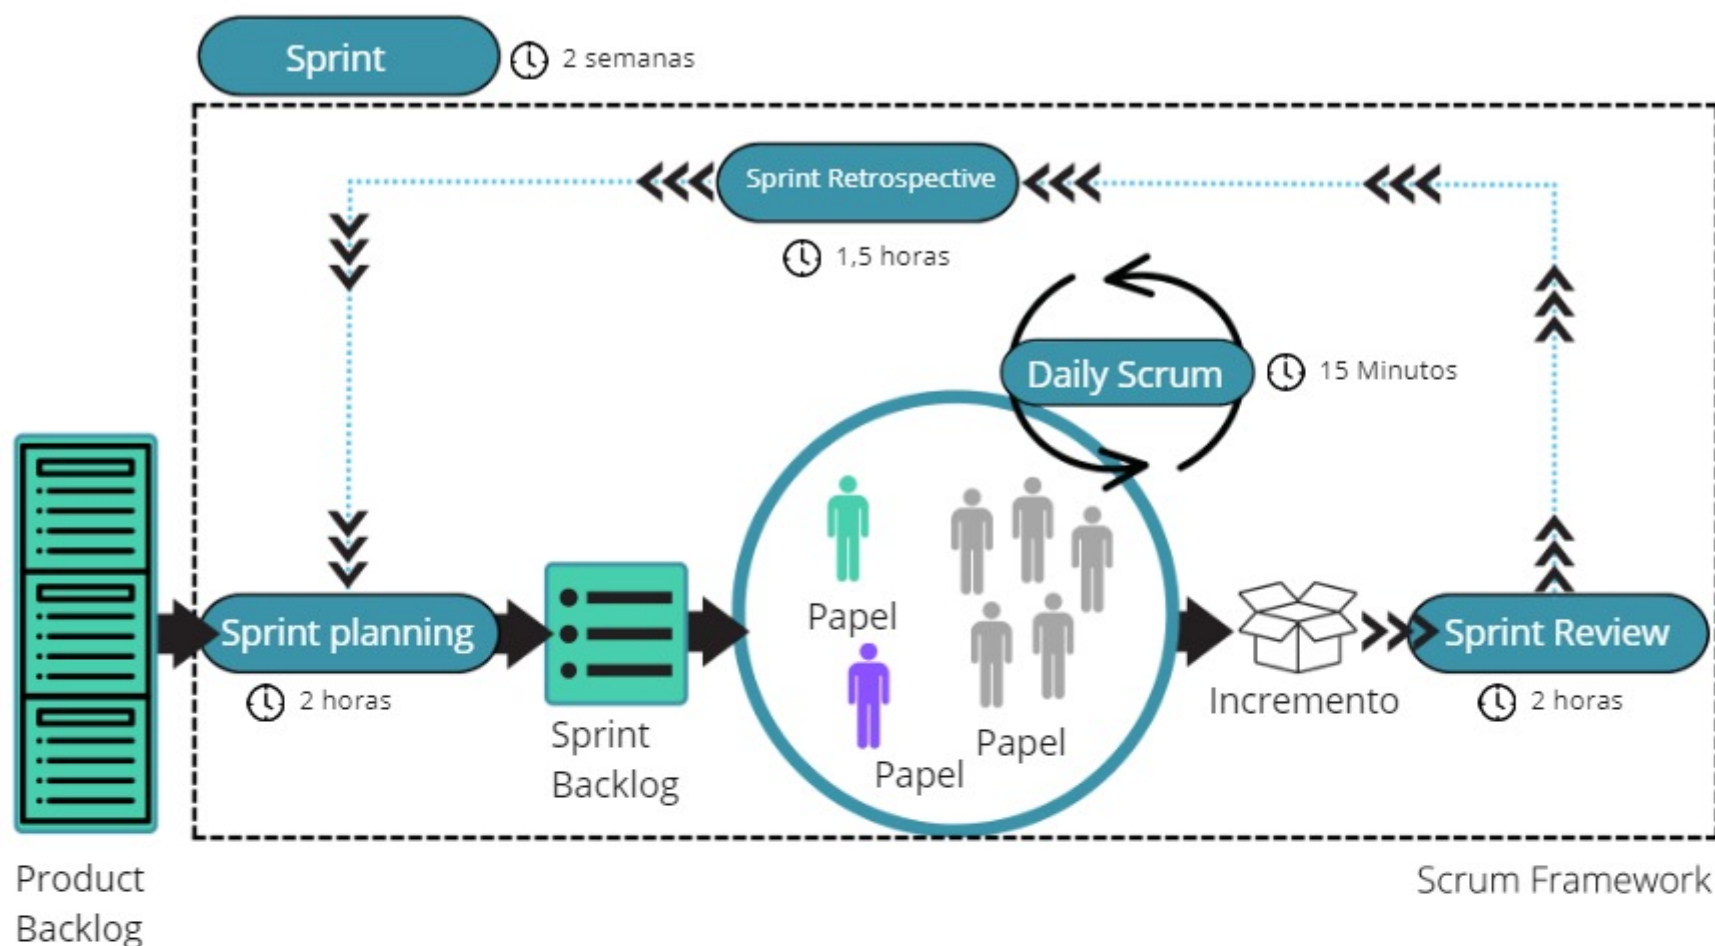 Sprint
2 semanas
Sprint Retrospective
1,5 horas
Daily Scrum
15 Minutos
Papel
Papel
Papel
Sprint planning
2 horas
Sprint
Backlog
Incremento
Sprint Review
2 horas
Product
Backlog
Scrum Framework